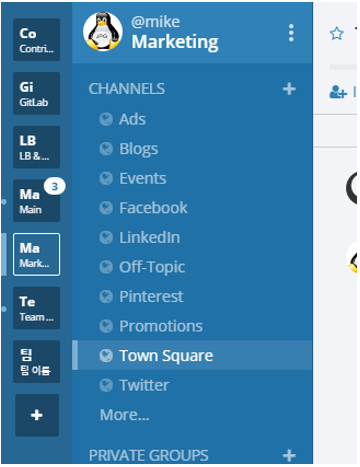 Co
Contri...
Gi
GitLab
LB
LB & ...
Ma
3
Main
Ma
Mark...
Te
Team ...
팀
팀 이름
+
JPG
@mike
Marketing
CHANNELS +
Ads
Blogs
Events
Facebook
LinkedIn
Off-Topic
Pinterest
Promotions
Town Square
Twitter
More...
PRIVATE GROUPS +